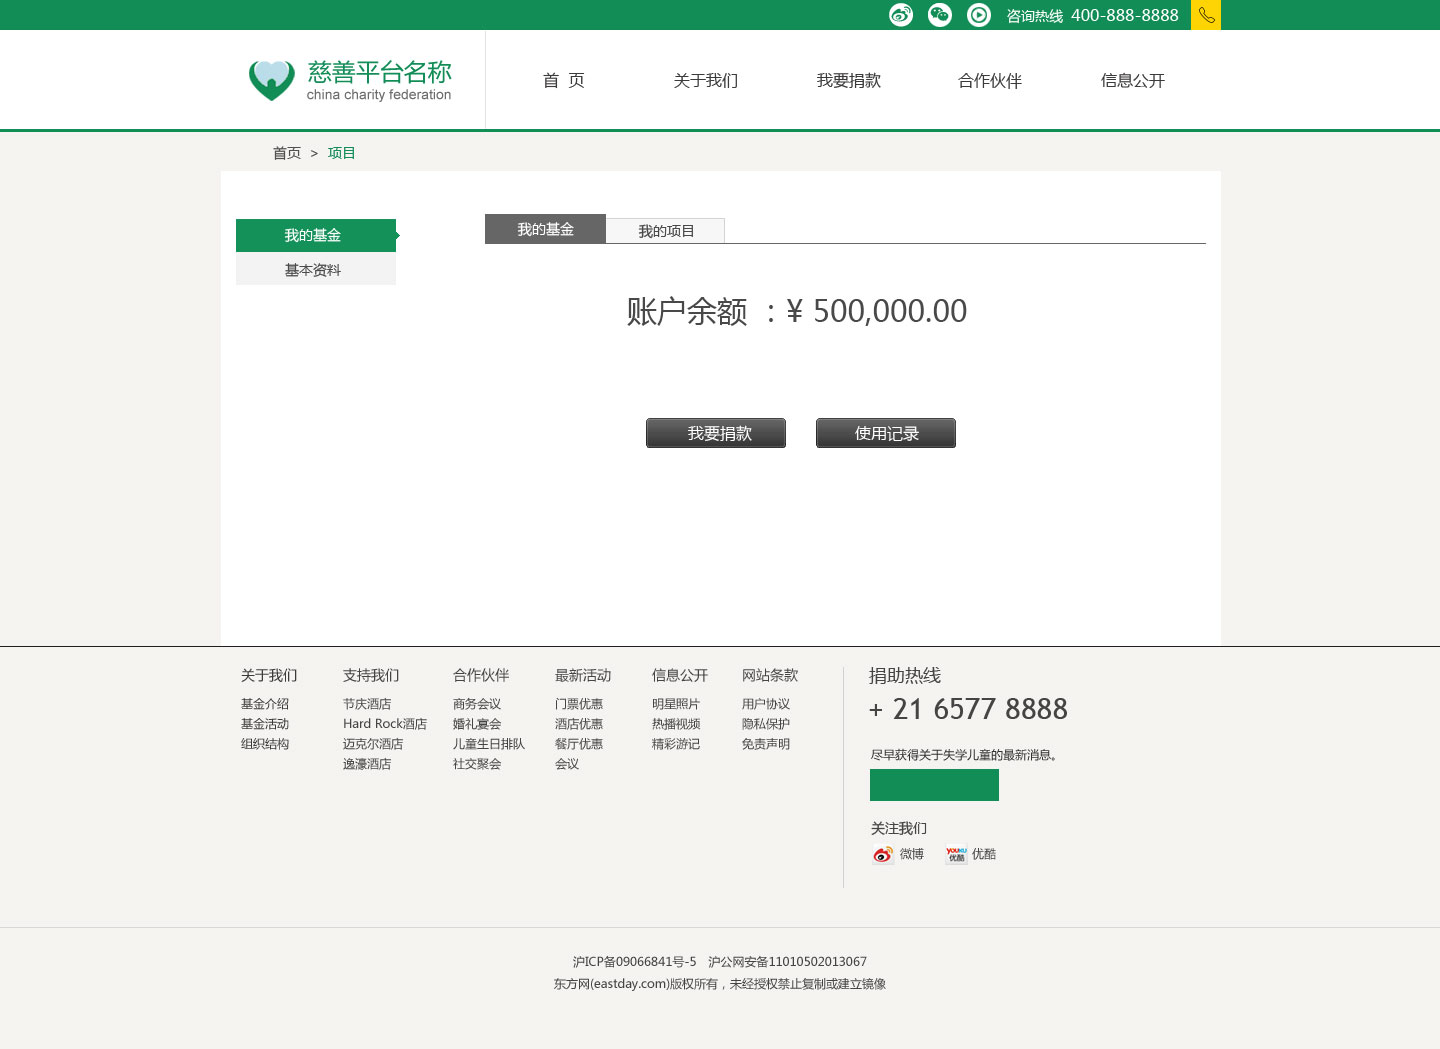 咨询热线 400-888-8888
慈善平台名称
china charity federation
首 页 关于我们 我要捐款 合作伙伴 信息公开
首页 > 项目
我的基金
基本资料
我的基金 我的项目
账户余额 : ¥ 500,000.00
我要捐款 使用记录
关于我们
基金介绍
基金活动
组织结构
支持我们
节庆酒店
Hard Rock酒店
迈克尔酒店
逸濠酒店
合作伙伴
商务会议
婚礼宴会
儿童生日排队
社交聚会
最新活动
门票优惠
酒店优惠
餐厅优惠
会议
信息公开
明星照片
热播视频
精彩游记
网站条款
用户协议
隐私保护
免责声明
捐助热线
+ 21 6577 8888
尽早获得关于失学儿童的最新消息。
关注我们
微博 YOUKU 优酷 优酷
沪ICP备09066841号-5 沪公网安备11010502013067
东方网(eastday.com)版权所有，未经授权禁止复制或建立镜像